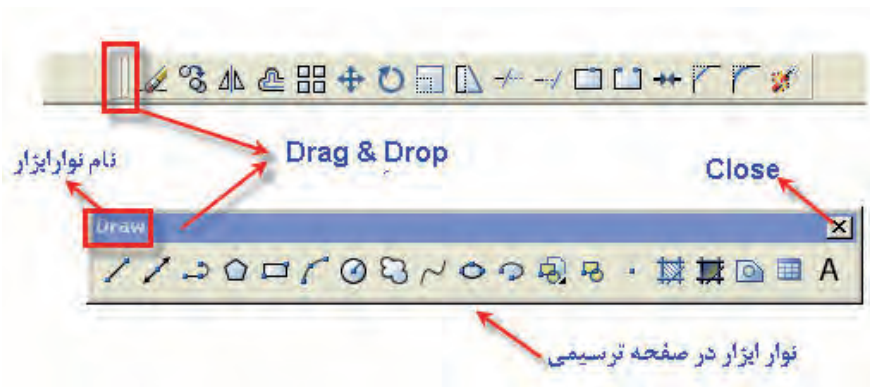 Drag & Drop
نام نوارابزار
Close
Draw
A
نوار ابزار در صفحه ترسیمی